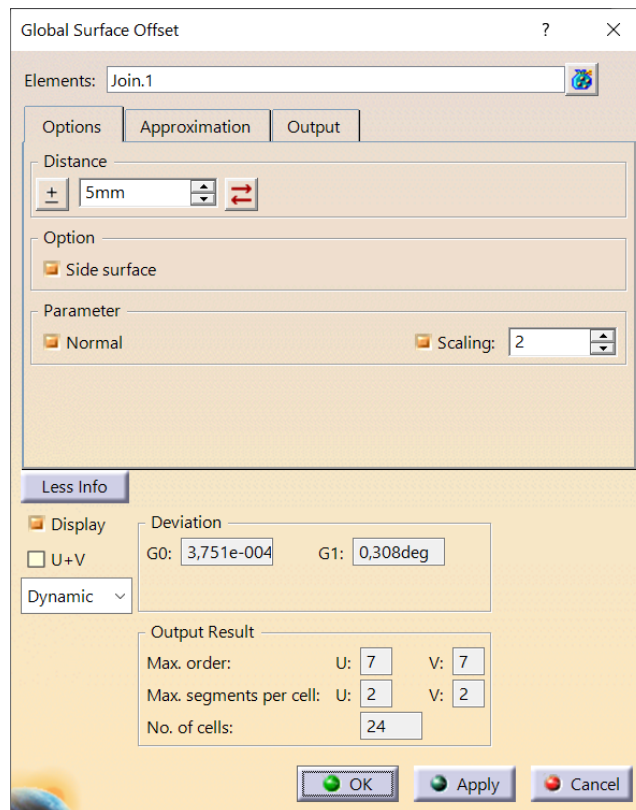 Global Surface Offset ?
Elements: Join.1
Options Approximation Output
Distance
± 5mm
Option
Side surface
Parameter
Normal Scaling: 2
Less Info
Display Deviation
G0: 3,751e-004 G1: 0,308deg
U+V
Dynamic
Output Result
Max. order: U: 7 V: 7
Max. segments per cell: U: 2 V: 2
No. of cells: 24
OK Apply Cancel